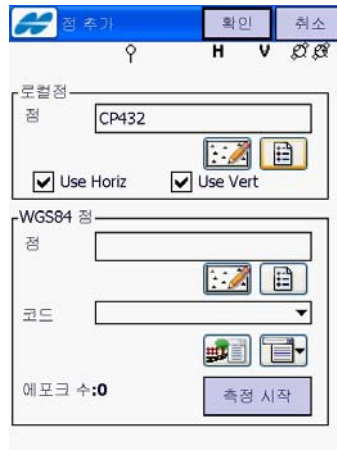 점 추가 확인 취소
H V
로컬점
점 CP432
Use Horiz Use Vert
WGS84 점
점
코드
에포크 수:0 측정 시작